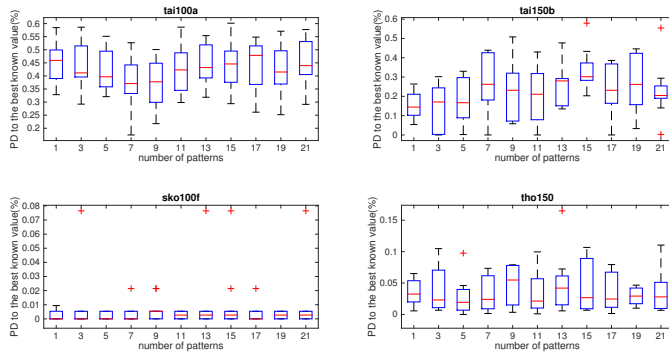 tai100a
PD to the best known value(%)
0.6
0.55
0.5
0.45
0.4
0.35
0.3
0.25
0.2
1 3 5 7 9 11 13 15 17 19 21
number of patterns
tai150b
PD to the best known value(%)
0.6
0.5
0.4
0.3
0.2
0.1
0
1 3 5 7 9 11 13 15 17 19 21
number of patterns
sko100f
PD to the best known value(%)
0.08
0.07
0.06
0.05
0.04
0.03
0.02
0.01
0
1 3 5 7 9 11 13 15 17 19 21
number of patterns
tho150
PD to the best known value(%)
0.15
0.1
0.05
0
1 3 5 7 9 11 13 15 17 19 21
number of patterns